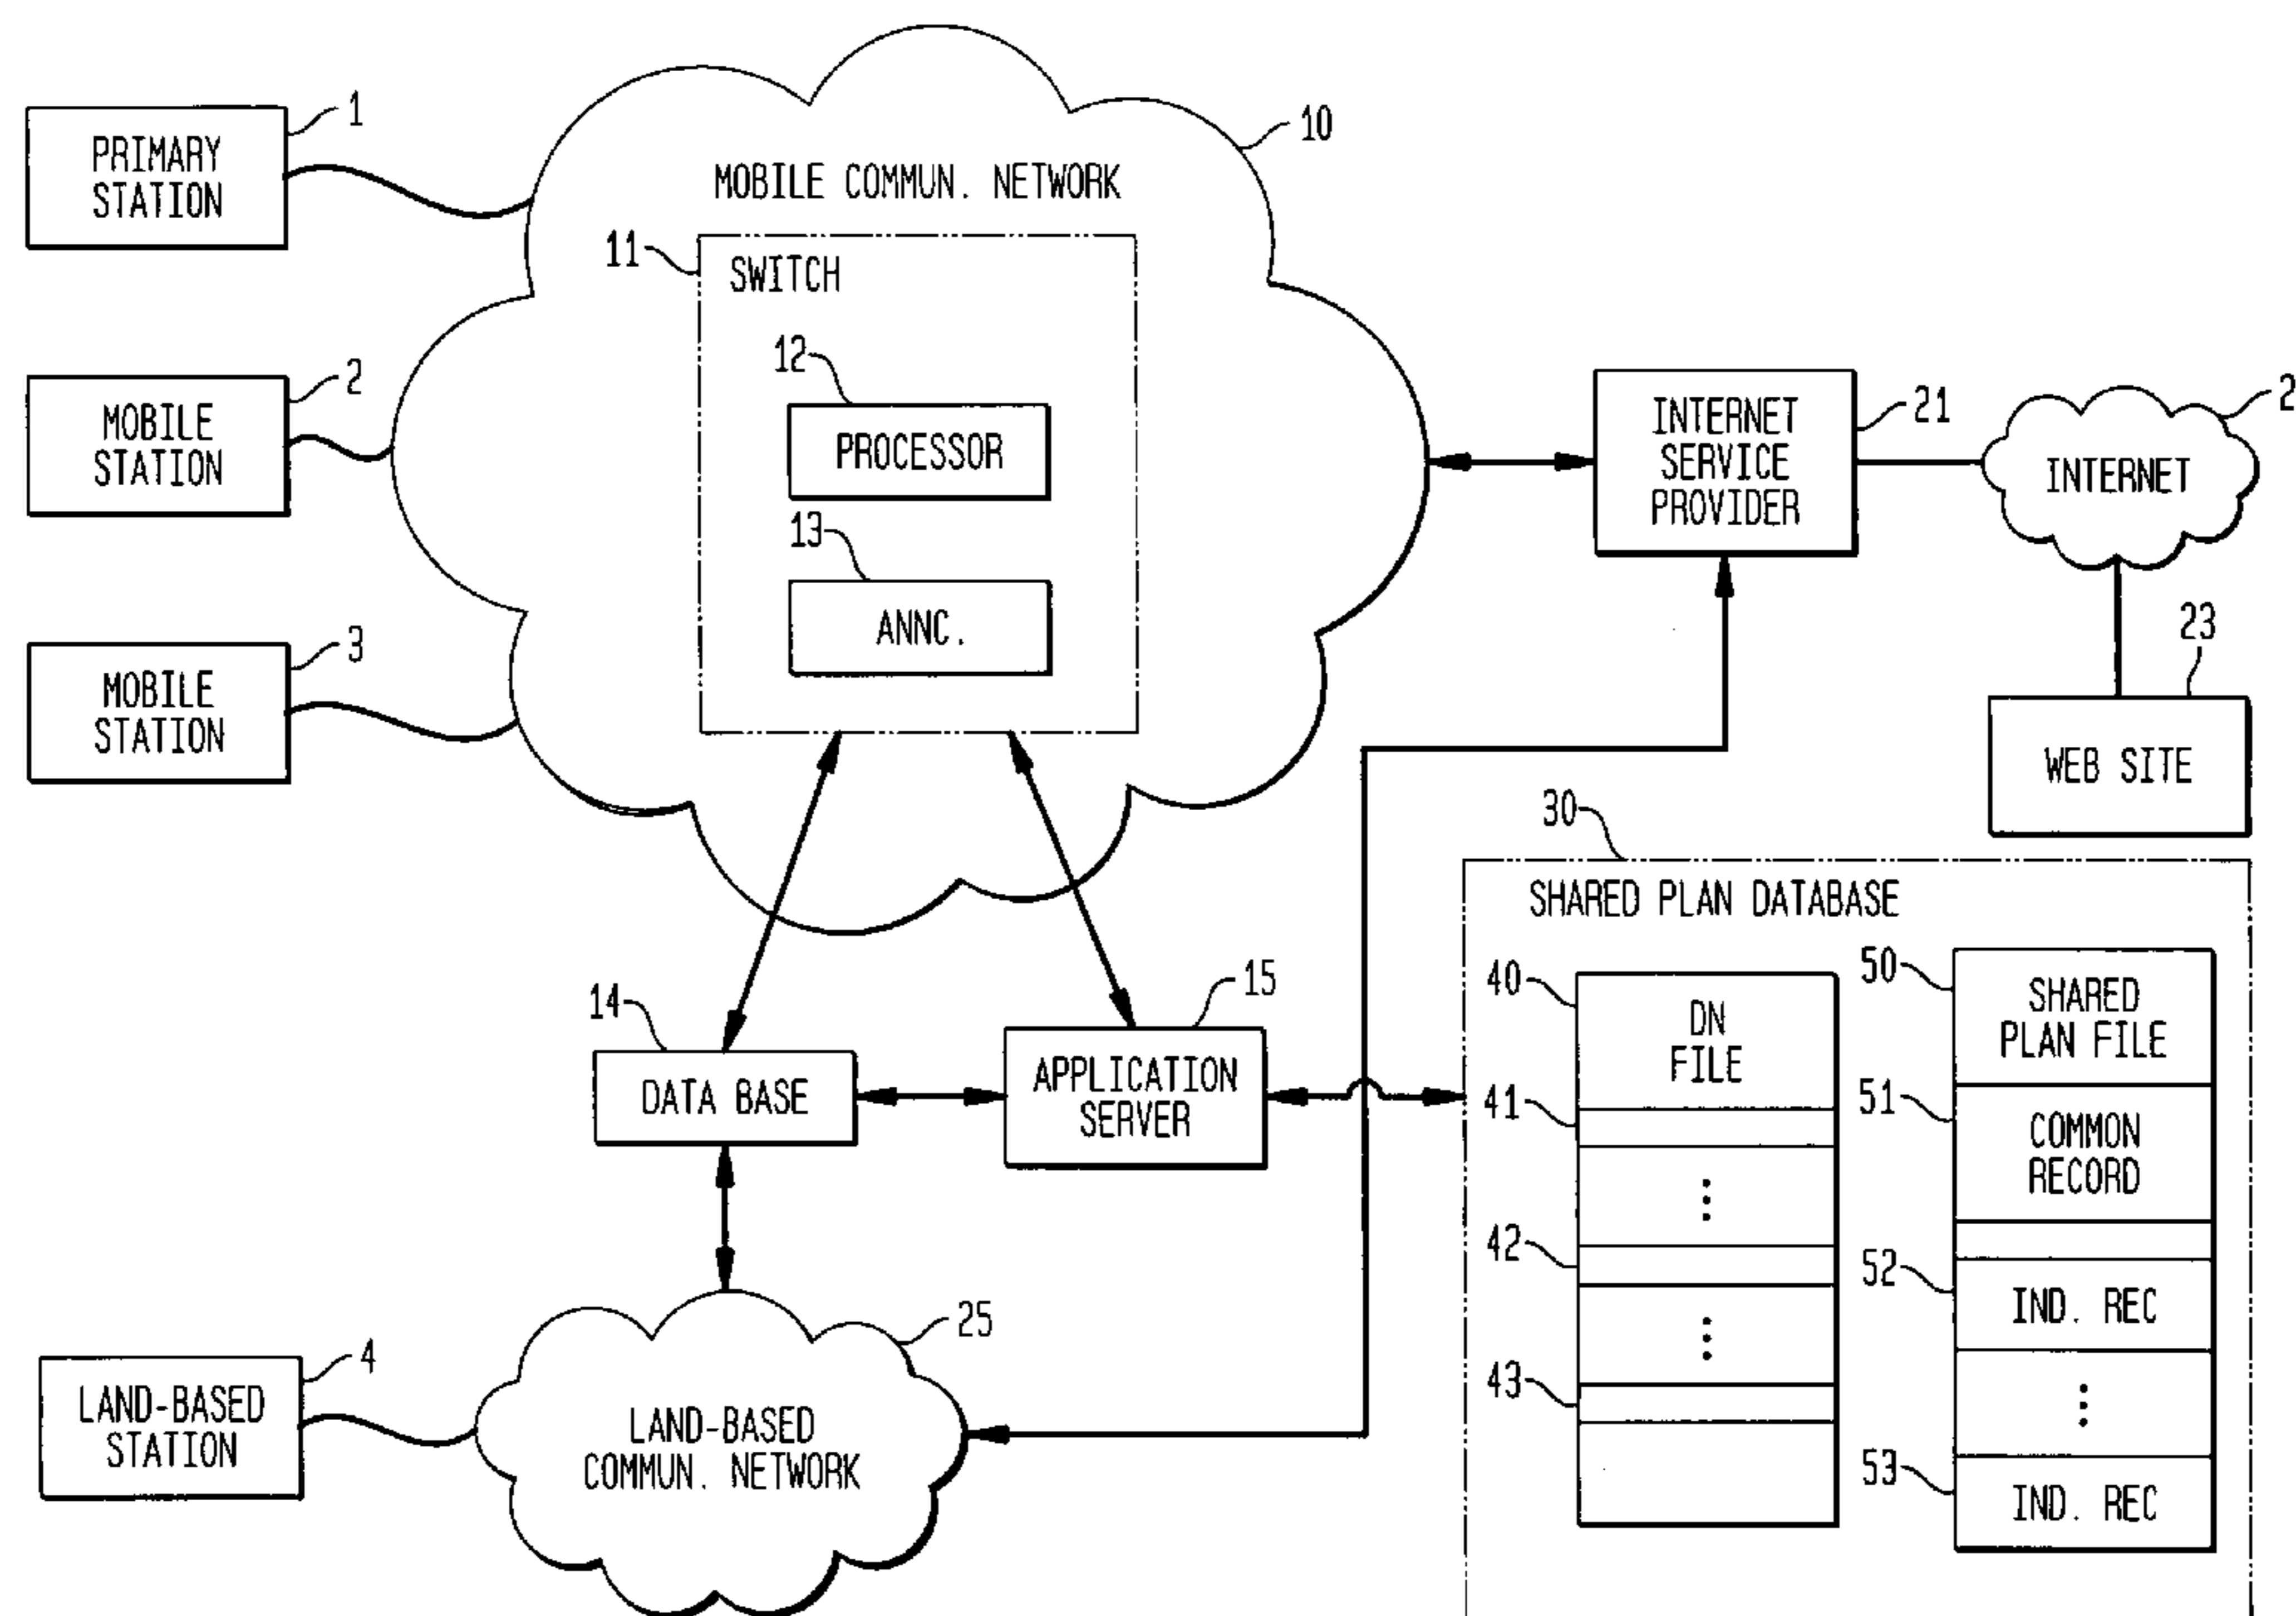 1
PRIMARY
STATION
2
MOBILE
STATION
3
MOBILE
STATION
10
MOBILE COMMUN. NETWORK
11
SWITCH
12
PROCESSOR
13
ANNC.
21
INTERNET
SERVICE
PROVIDER
2
INTERNET
23
WEB SITE
14
DATA BASE
15
APPLICATION
SERVER
4
LAND-BASED
STATION
25
LAND-BASED
COMMUN. NETWORK
30
SHARED PLAN DATABASE
40
DN
FILE
41
42
43
50
SHARED
PLAN FILE
51
COMMON
RECORD
52
IND. REC
53
IND. REC